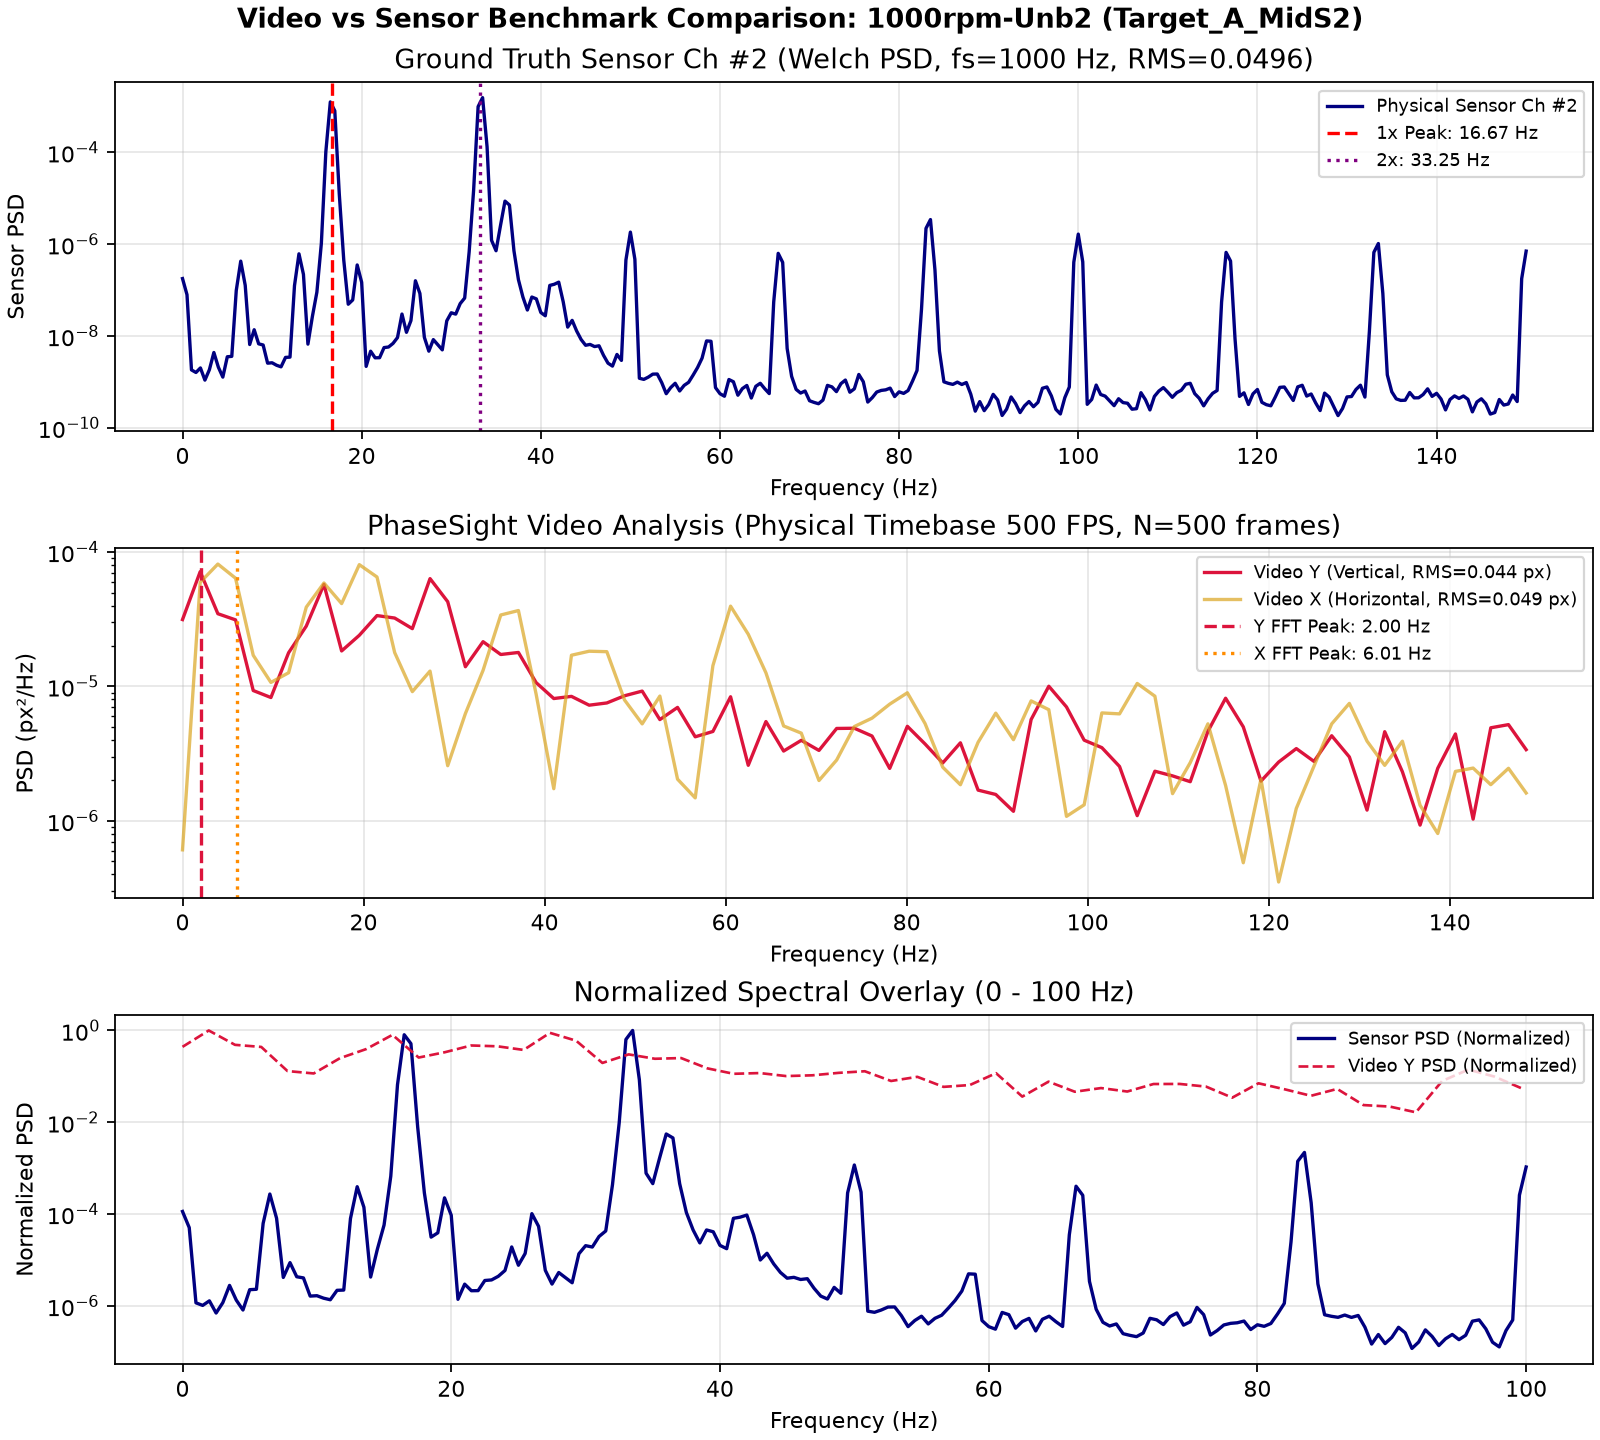 Video vs Sensor Benchmark Comparison: 1000rpm-Unb2 (Target_A_MidS2)
Ground Truth Sensor Ch #2 (Welch PSD, fs=1000 Hz, RMS=0.0496)
Sensor PSD
10⁻⁴
10⁻⁶
10⁻⁸
10⁻¹⁰
Physical Sensor Ch #2
1x Peak: 16.67 Hz
2x: 33.25 Hz
0 20 40 60 80 100 120 140
Frequency (Hz)
PhaseSight Video Analysis (Physical Timebase 500 FPS, N=500 frames)
PSD (px²/Hz)
10⁻⁴
10⁻⁵
10⁻⁶
Video Y (Vertical, RMS=0.044 px)
Video X (Horizontal, RMS=0.049 px)
Y FFT Peak: 2.00 Hz
X FFT Peak: 6.01 Hz
0 20 40 60 80 100 120 140
Frequency (Hz)
Normalized Spectral Overlay (0 - 100 Hz)
Normalized PSD
10⁰
10⁻²
10⁻⁴
10⁻⁶
Sensor PSD (Normalized)
Video Y PSD (Normalized)
0 20 40 60 80 100
Frequency (Hz)